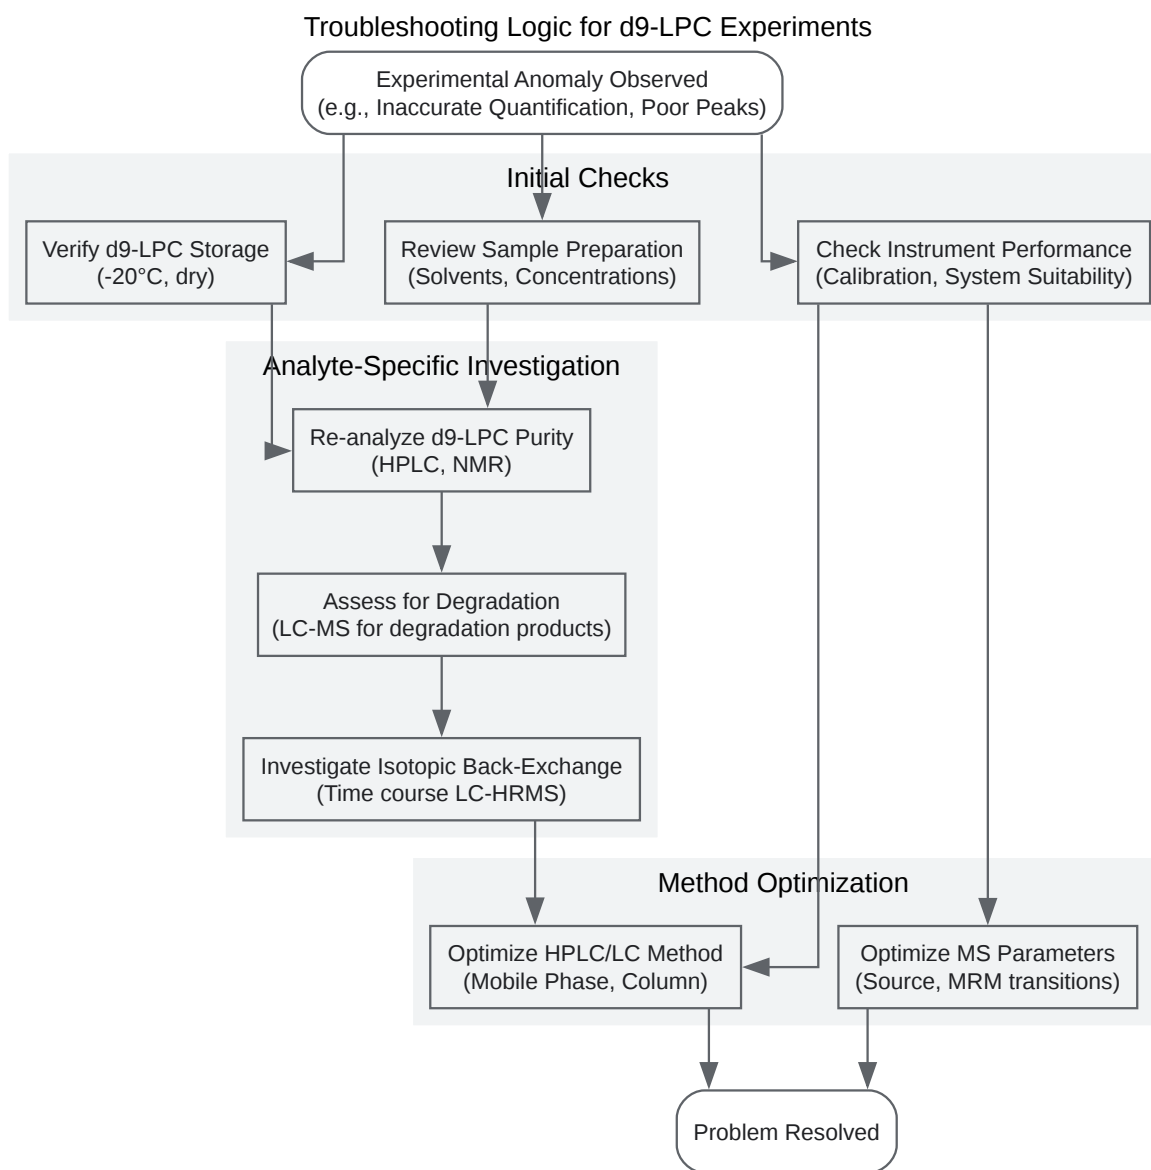 Troubleshooting Logic for d9-LPC Experiments
Experimental Anomaly Observed
(e.g., Inaccurate Quantification, Poor Peaks)
Initial Checks
Verify d9-LPC Storage
(-20°C, dry)
Review Sample Preparation
(Solvents, Concentrations)
Check Instrument Performance
(Calibration, System Suitability)
Analyte-Specific Investigation
Re-analyze d9-LPC Purity
(HPLC, NMR)
Assess for Degradation
(LC-MS for degradation products)
Investigate Isotopic Back-Exchange
(Time course LC-HRMS)
Method Optimization
Optimize HPLC/LC Method
(Mobile Phase, Column)
Optimize MS Parameters
(Source, MRM transitions)
Problem Resolved